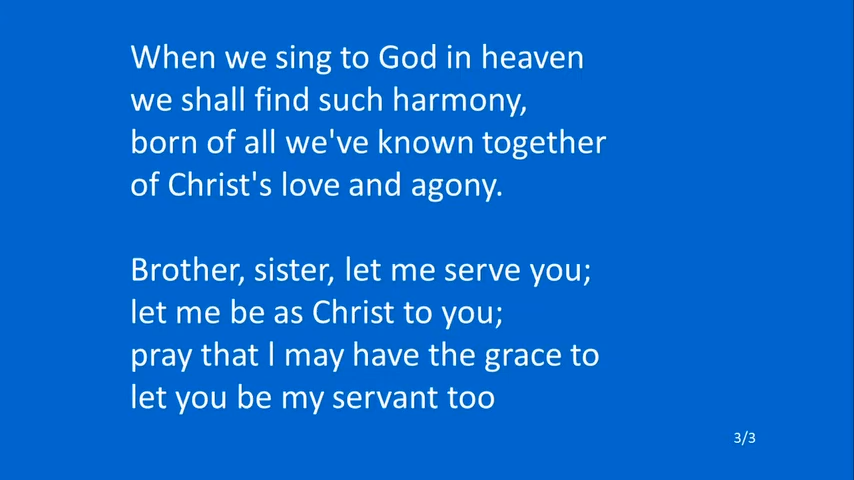 When we sing to God in heaven
we shall find such harmony,
born of all we've known together
of Christ's love and agony.
Brother, sister, let me serve you;
let me be as Christ to you;
pray that I may have the grace to
let you be my servant too
3/3